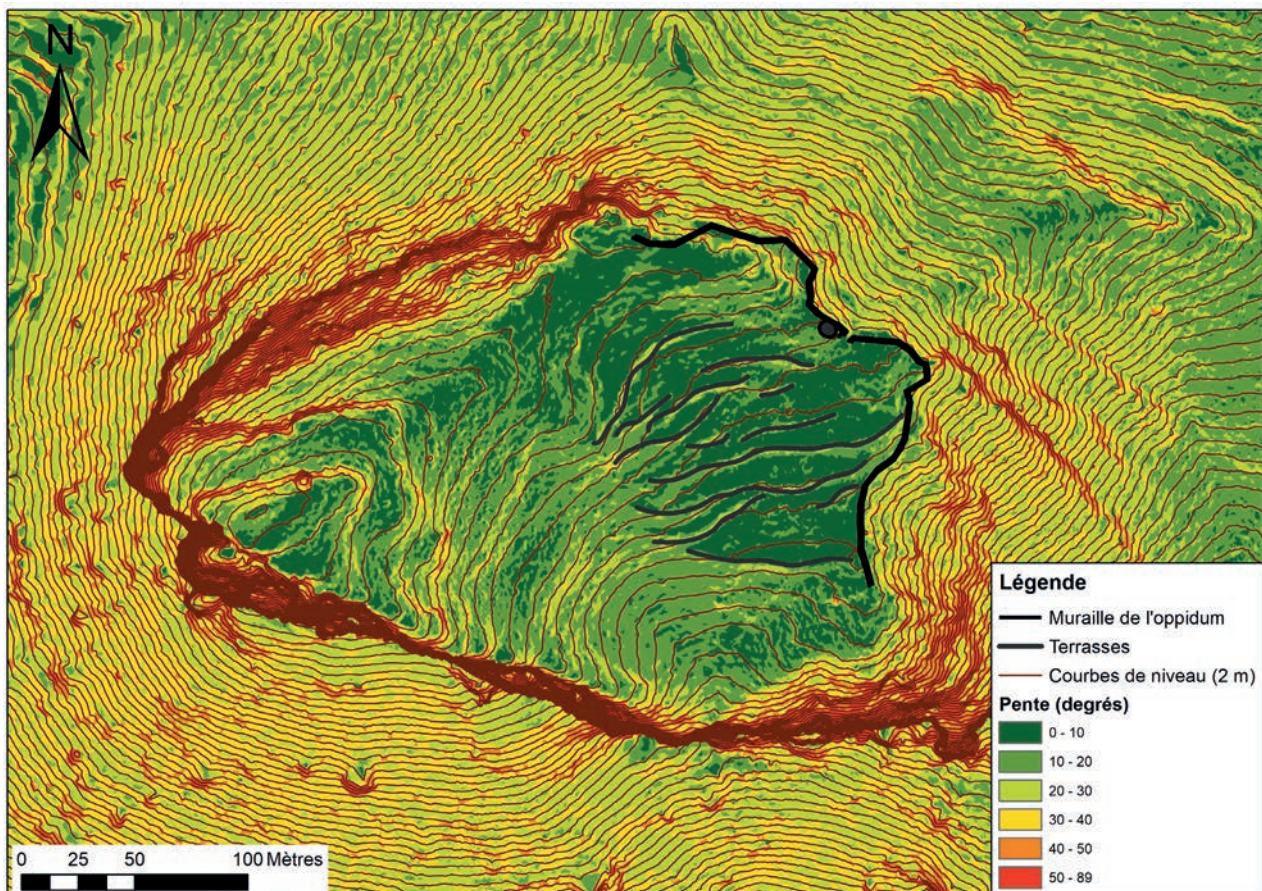 N
Légende
Muraille de l'oppidum
Terrasses
Courbes de niveau (2 m)
Pente (degrés)
0 - 10
10 - 20
20 - 30
30 - 40
40 - 50
50 - 89
0 25 50 100 Mètres